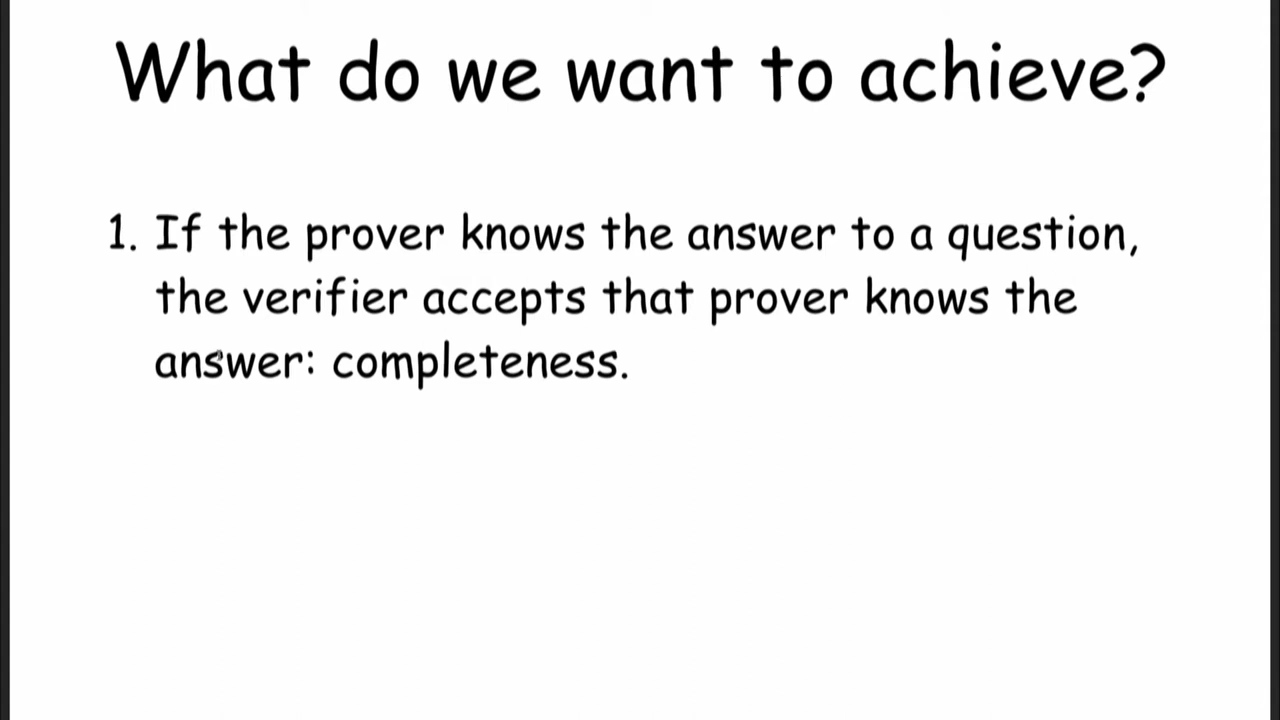 What do we want to achieve?
1. If the prover knows the answer to a question,
the verifier accepts that prover knows the
answer: completeness.